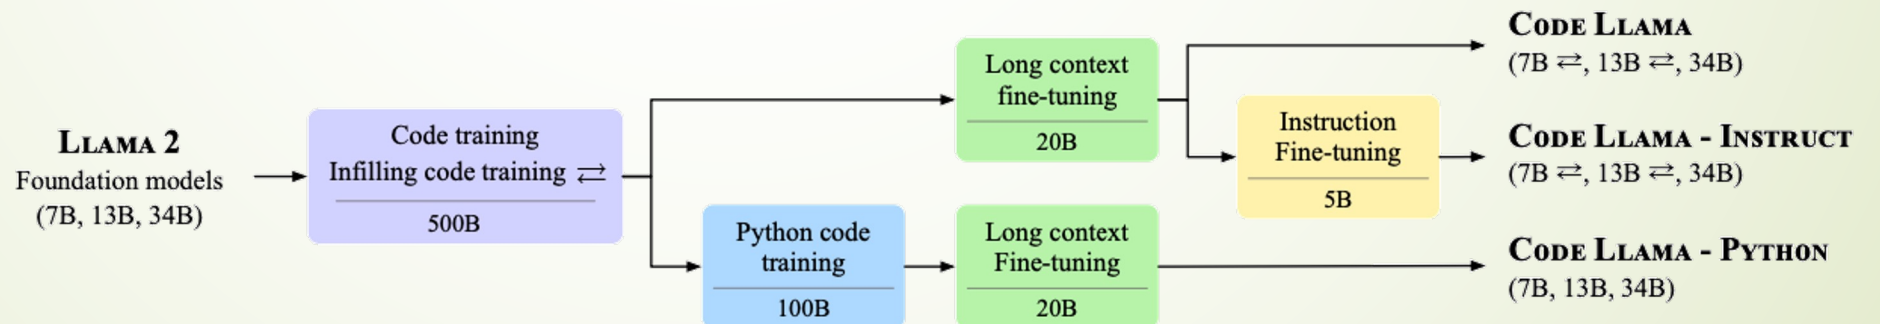 LLAMA 2
Foundation models
(7B, 13B, 34B)
Code training
Infilling code training ⇄
500B
Python code
training
100B
Long context
fine-tuning
20B
Long context
Fine-tuning
20B
Instruction
Fine-tuning
5B
CODE LLAMA
(7B ⇄, 13B ⇄, 34B)
CODE LLAMA - INSTRUCT
(7B ⇄, 13B ⇄, 34B)
CODE LLAMA - PYTHON
(7B, 13B, 34B)